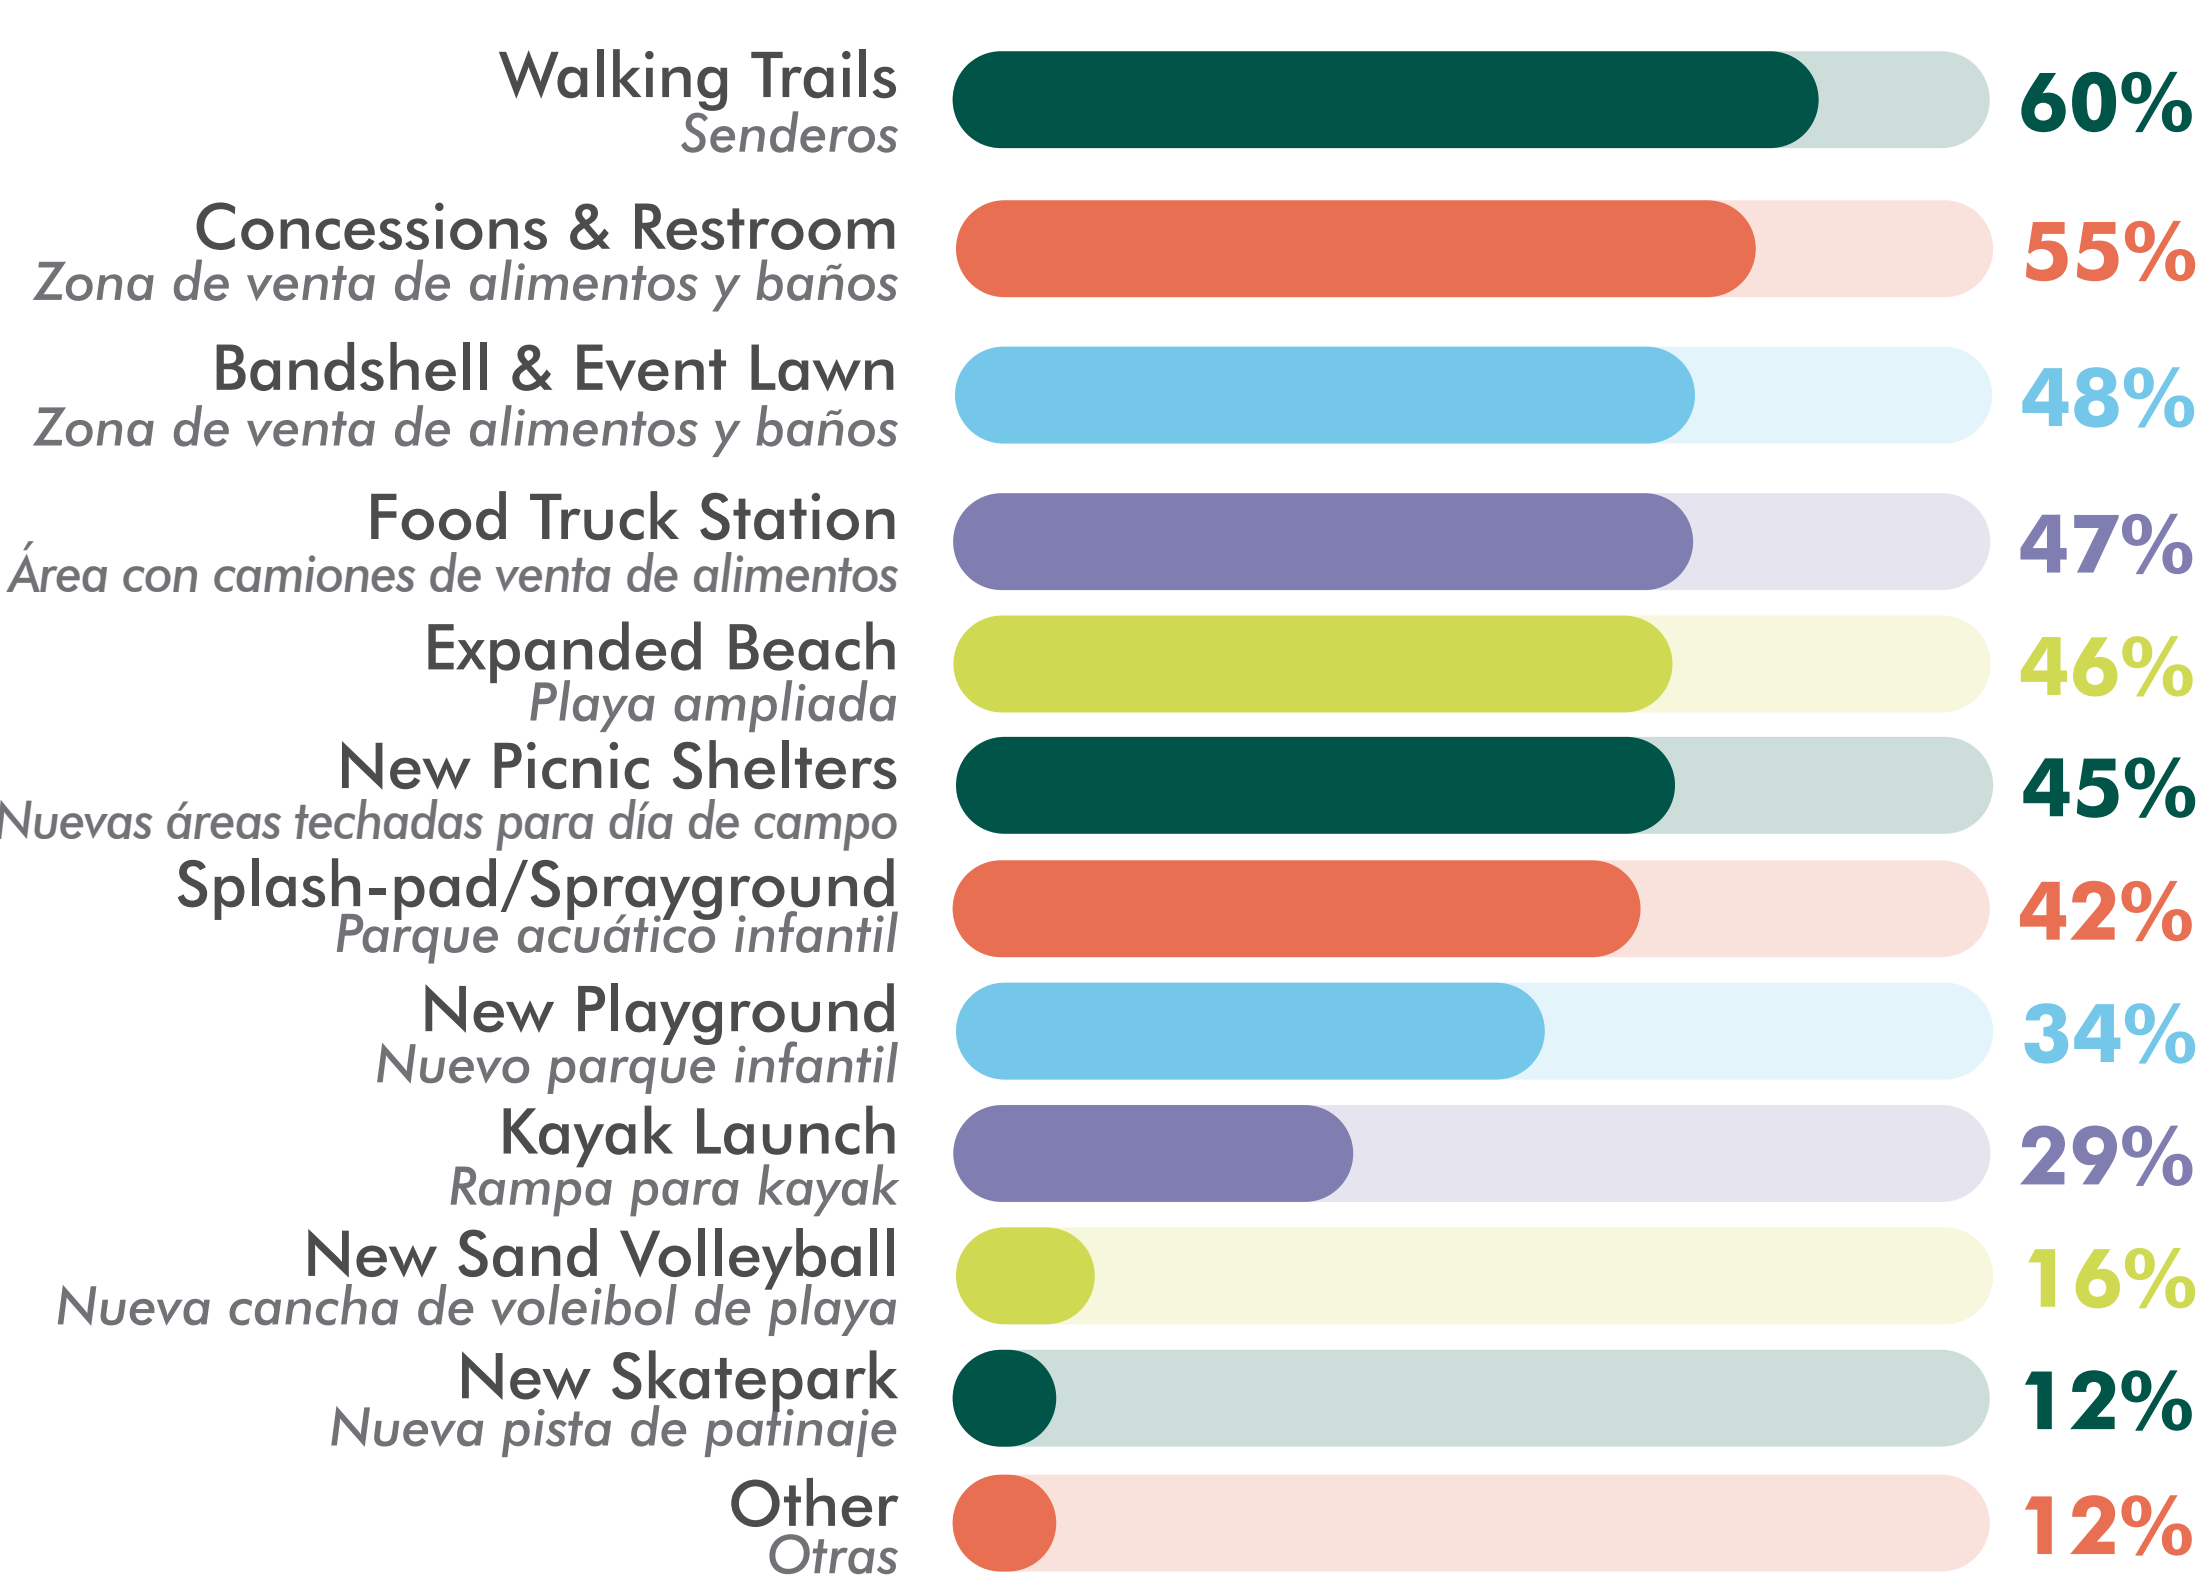 Walking Trails 60%
Senderos
Concessions & Restroom 55%
Zona de venta de alimentos y baños
Bandshell & Event Lawn 48%
Zona de venta de alimentos y baños
Food Truck Station 47%
Área con camiones de venta de alimentos
Expanded Beach 46%
Playa ampliada
New Picnic Shelters 45%
Nuevas áreas techadas para día de campo
Splash-pad/Sprayground 42%
Parque acuático infantil
New Playground 34%
Nuevo parque infantil
Kayak Launch 29%
Rampa para kayak
New Sand Volleyball 16%
Nueva cancha de voleibol de playa
New Skatepark 12%
Nueva pista de patinaje
Other 12%
Otras